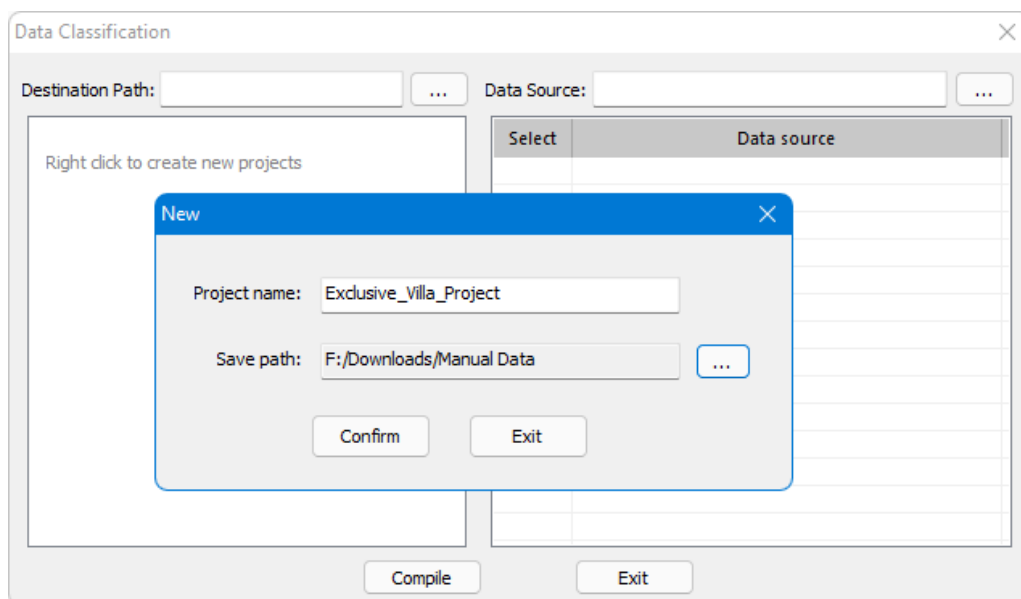 Data Classification
Destination Path: ... Data Source: ...
Select Data source
Right click to create new projects
New
Project name: Exclusive_Villa_Project
Save path: F:/Downloads/Manual Data ...
Confirm Exit
Compile Exit